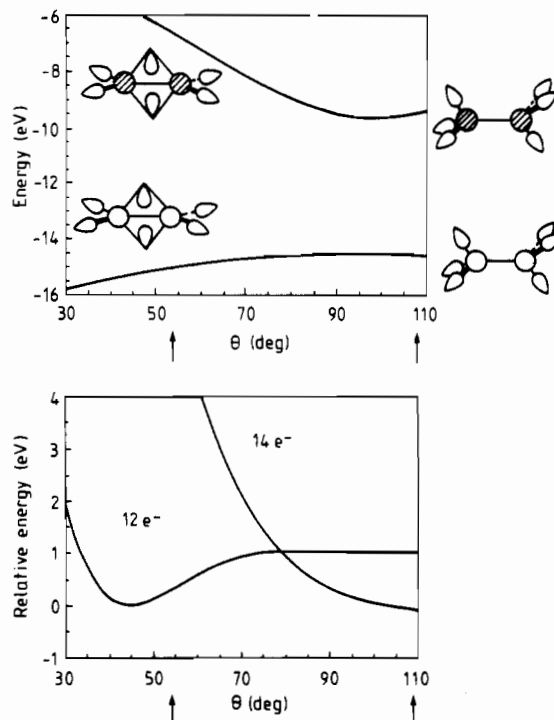 -6
-8
-10
-12
-14
-16
Energy (eV)
30 50 70 90 110
θ (deg)
4
3
2
1
0
-1
Relative energy (eV)
14 e⁻
12 e⁻
30 50 70 90 110
θ (deg)